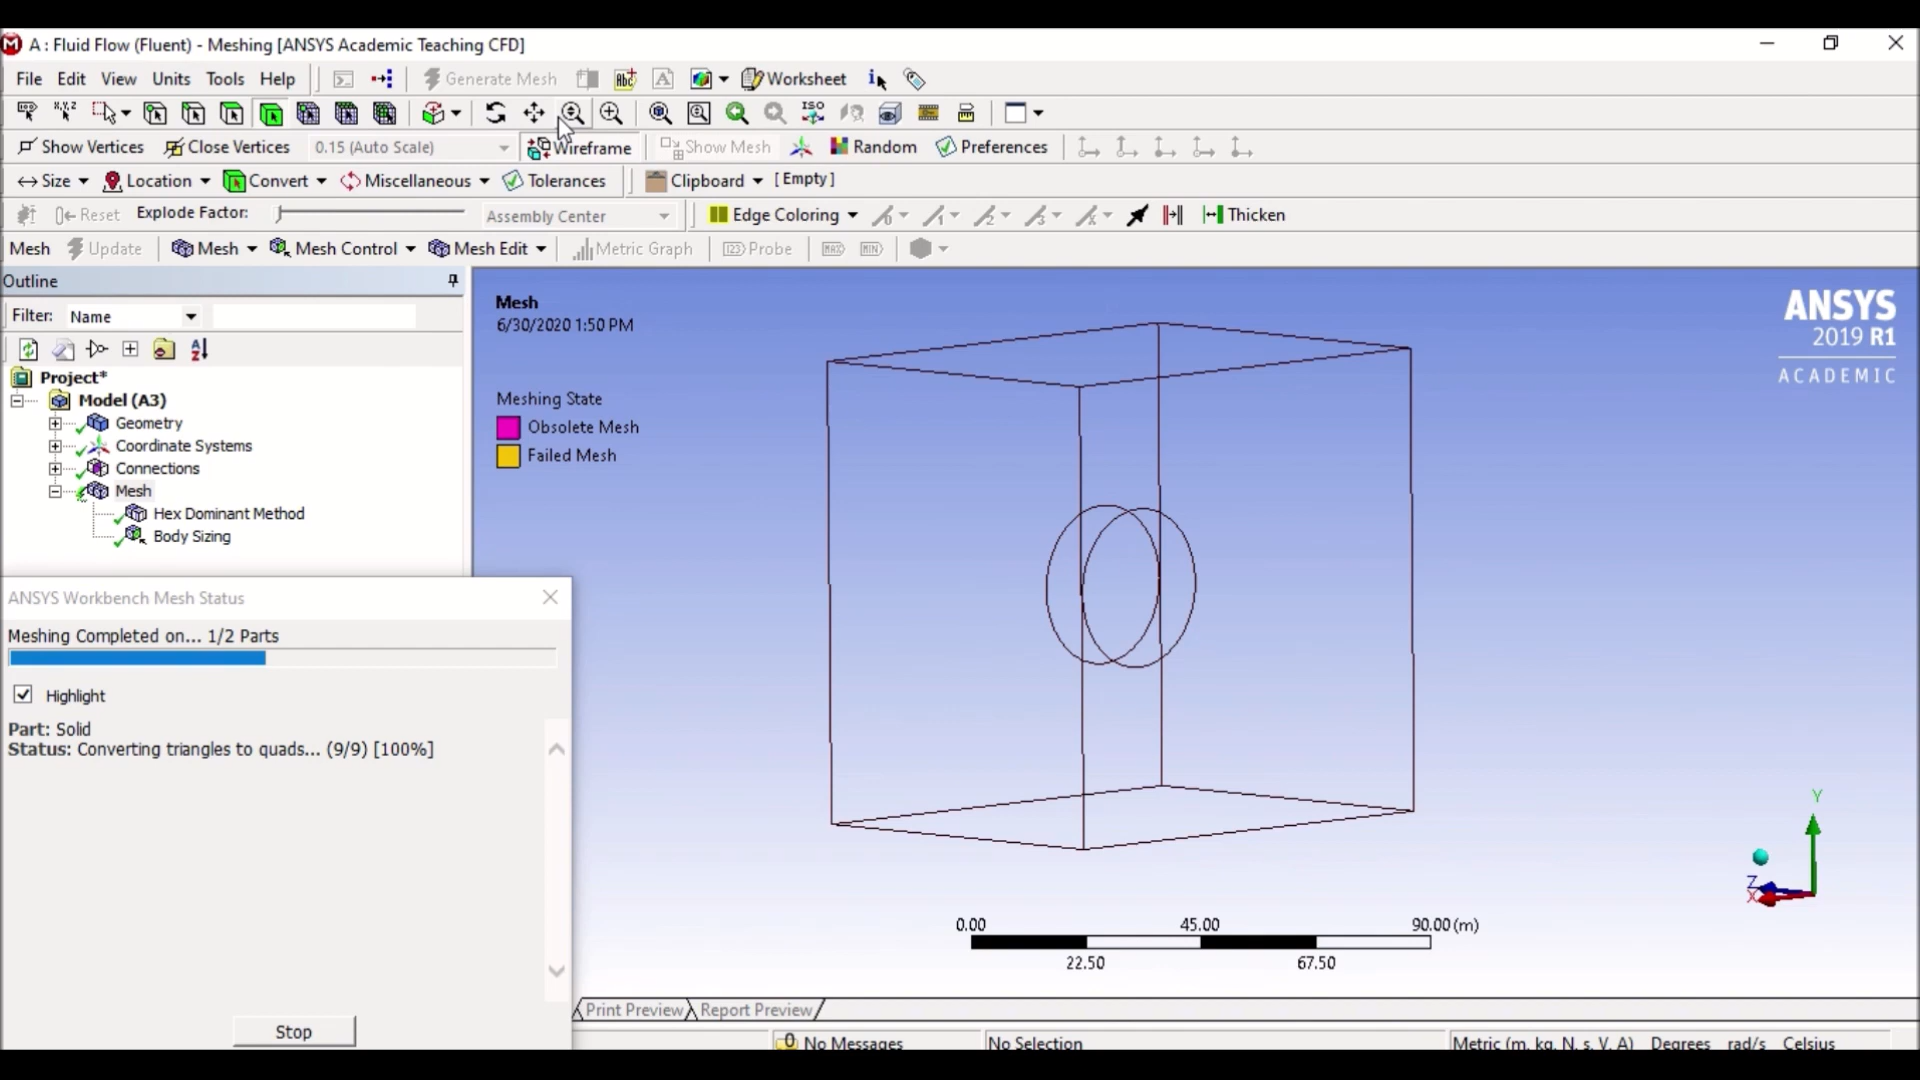 A : Fluid Flow (Fluent) - Meshing [ANSYS Academic Teaching CFD]
File Edit View Units Tools Help Generate Mesh Worksheet
ISO
Show Vertices Close Vertices 0.15 (Auto Scale) Wireframe Show Mesh Random Preferences
Size Location Convert Miscellaneous Tolerances Clipboard [ Empty ]
Reset Explode Factor: Assembly Center Edge Coloring Thicken
Mesh Update Mesh Mesh Control Mesh Edit Metric Graph Probe MAX MIN
Outline
Filter: Name
Project*
Model (A3)
Geometry
Coordinate Systems
Connections
Mesh
Hex Dominant Method
Body Sizing
ANSYS Workbench Mesh Status
Meshing Completed on... 1/2 Parts
Highlight
Part: Solid
Status: Converting triangles to quads... (9/9) [100%]
Stop
Mesh
6/30/2020 1:50 PM
Meshing State
Obsolete Mesh
Failed Mesh
ANSYS
2019 R1
ACADEMIC
Y
Z
X
0.00 45.00 90.00 (m)
22.50 67.50
Print Preview Report Preview
0 No Messages No Selection Metric (m, kg, N, s, V, A) Degrees rad/s Celsius